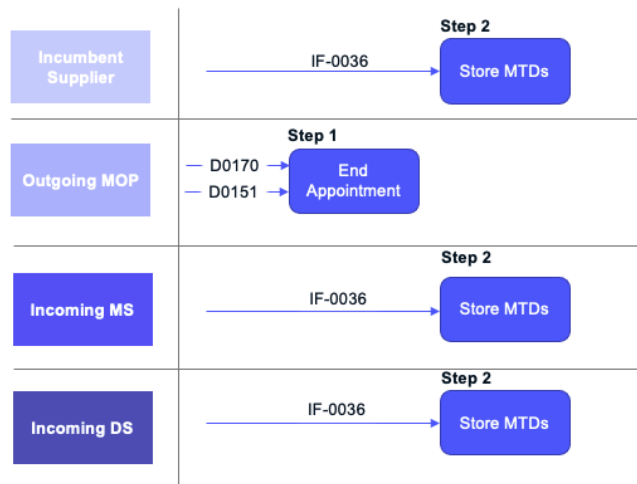 Step 2
Incumbent
Supplier
IF-0036
Store MTDs
Step 1
Outgoing MOP
D0170
D0151
End
Appointment
Step 2
Incoming MS
IF-0036
Store MTDs
Step 2
Incoming DS
IF-0036
Store MTDs